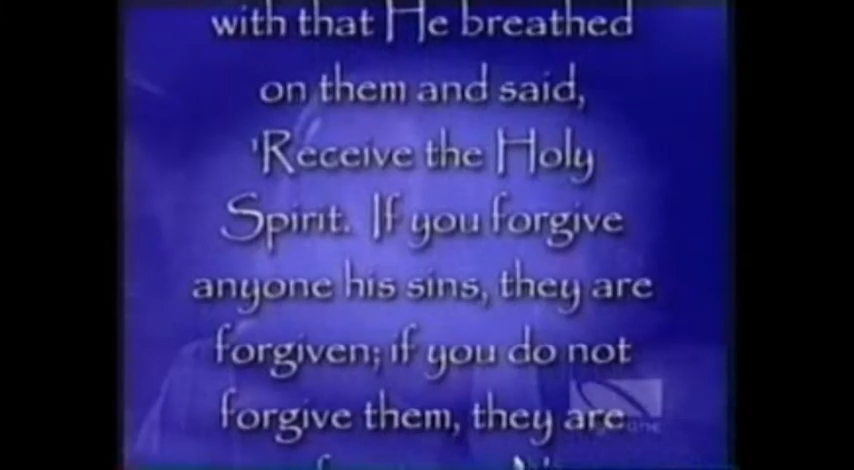 with that He breathed
on them and said,
'Receive the Holy
Spirit. If you forgive
anyone his sins, they are
forgiven; if you do not
forgive them, they are